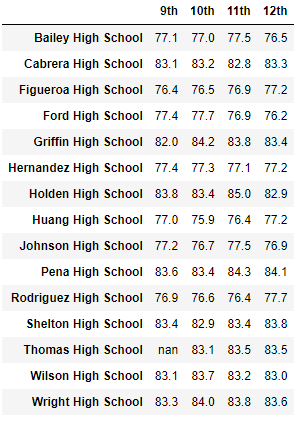 9th 10th 11th 12th
Bailey High School 77.1 77.0 77.5 76.5
Cabrera High School 83.1 83.2 82.8 83.3
Figueroa High School 76.4 76.5 76.9 77.2
Ford High School 77.4 77.7 76.9 76.2
Griffin High School 82.0 84.2 83.8 83.4
Hernandez High School 77.4 77.3 77.1 77.2
Holden High School 83.8 83.4 85.0 82.9
Huang High School 77.0 75.9 76.4 77.2
Johnson High School 77.2 76.7 77.5 76.9
Pena High School 83.6 83.4 84.3 84.1
Rodriguez High School 76.9 76.6 76.4 77.7
Shelton High School 83.4 82.9 83.4 83.8
Thomas High School nan 83.1 83.5 83.5
Wilson High School 83.1 83.7 83.2 83.0
Wright High School 83.3 84.0 83.8 83.6